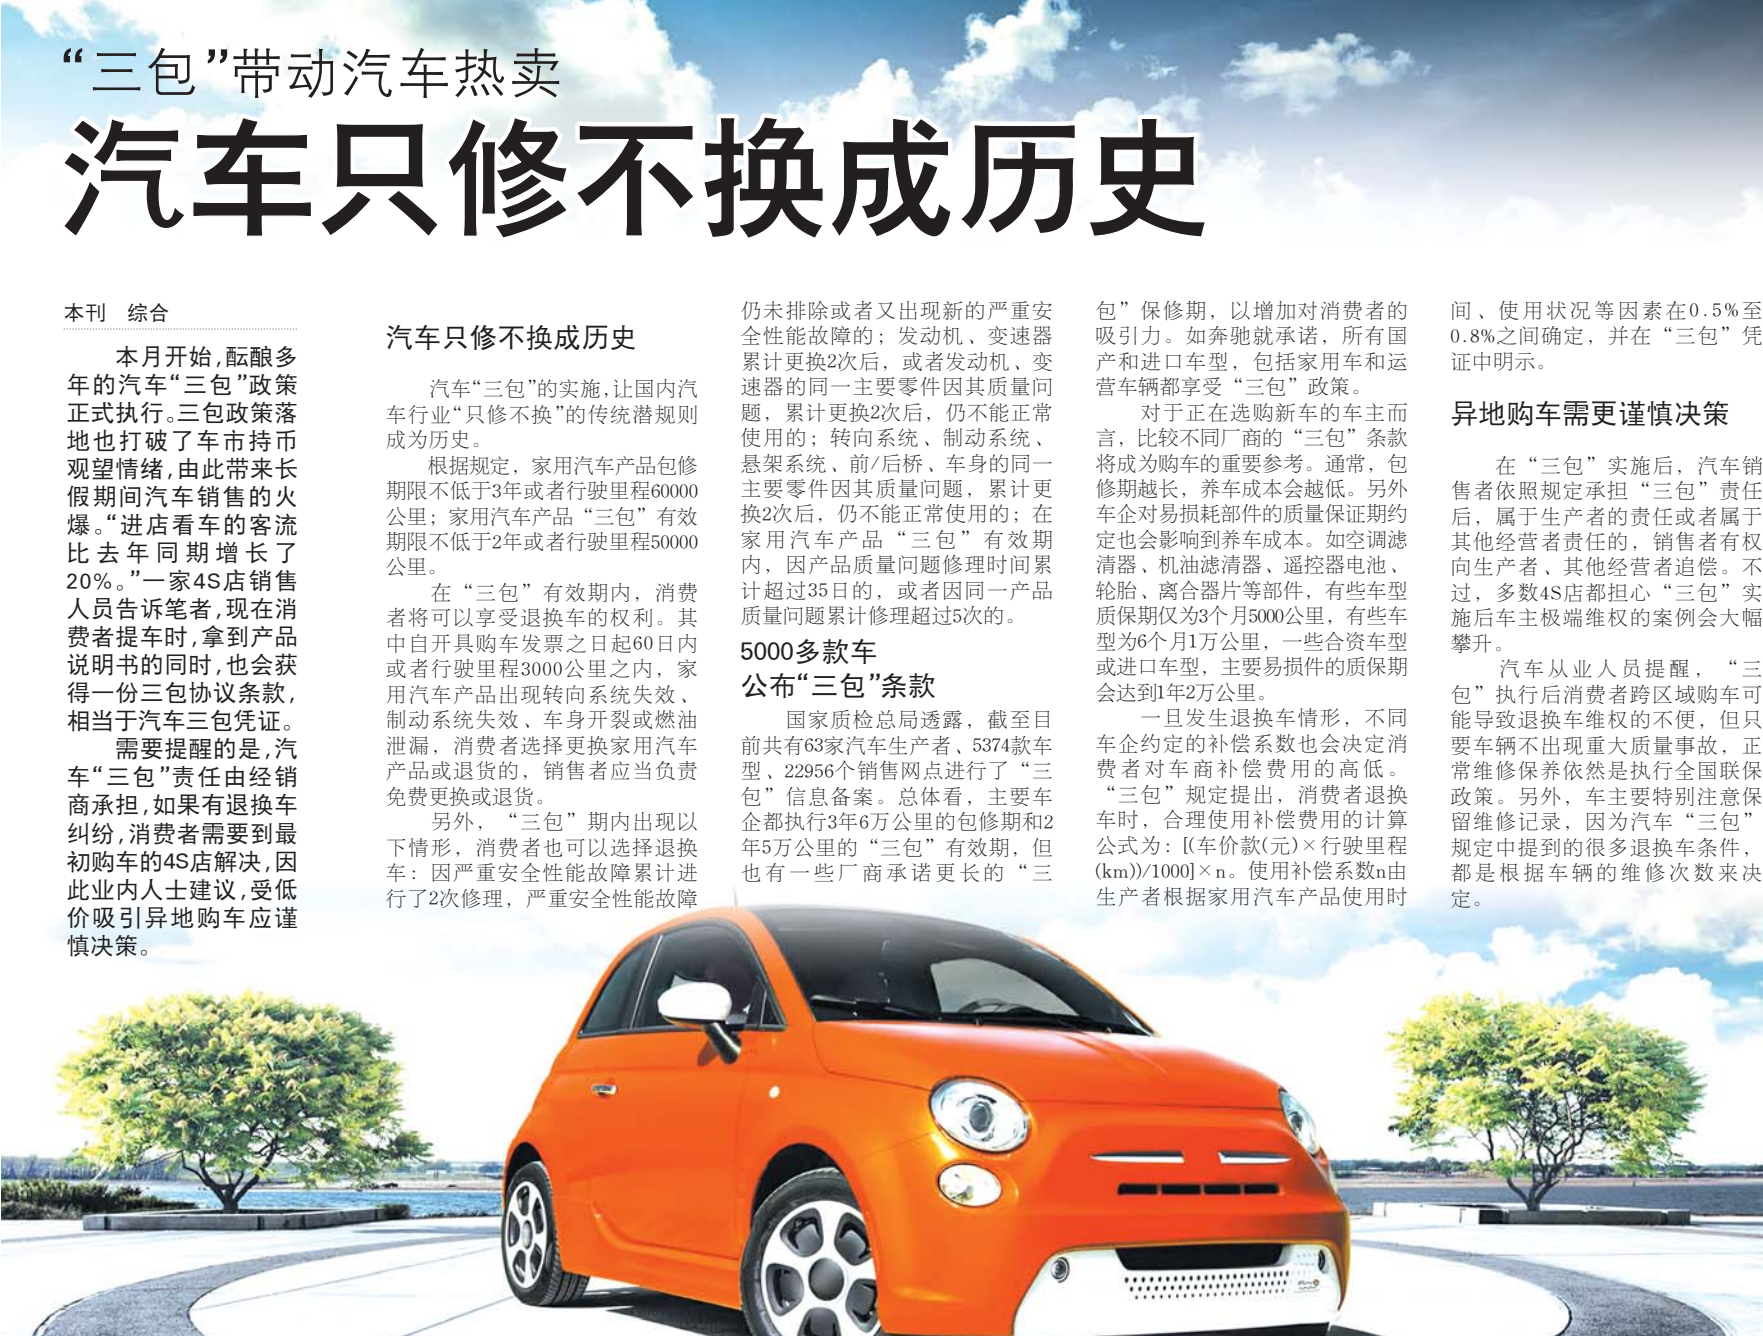 “三包”带动汽车热卖
汽车只修不换成历史
本刊 综合
本月开始,酝酿多
年的汽车“三包”政策
正式执行。三包政策落
地也打破了车市持币
观望情绪,由此带来长
假期间汽车销售的火
爆。“进店看车的客流
比去年同期增长了
20%。”一家4S店销售
人员告诉笔者,现在消
费者提车时,拿到产品
说明书的同时,也会获
得一份三包协议条款,
相当于汽车三包凭证。
需要提醒的是,汽
车“三包”责任由经销
商承担,如果有退换车
纠纷,消费者需要到最
初购车的4S店解决,因
此业内人士建议,受低
价吸引异地购车应谨
慎决策。
汽车只修不换成历史
汽车“三包”的实施,让国内汽
车行业“只修不换”的传统潜规则
成为历史。
根据规定，家用汽车产品包修
期限不低于3年或者行驶里程60000
公里；家用汽车产品“三包”有效
期限不低于2年或者行驶里程50000
公里。
在“三包”有效期内，消费
者将可以享受退换车的权利。其
中自开具购车发票之日起60日内
或者行驶里程3000公里之内，家
用汽车产品出现转向系统失效、
制动系统失效、车身开裂或燃油
泄漏，消费者选择更换家用汽车
产品或退货的，销售者应当负责
免费更换或退货。
另外，“三包”期内出现以
下情形，消费者也可以选择退换
车：因严重安全性能故障累计进
行了2次修理，严重安全性能故障
仍未排除或者又出现新的严重安
全性能故障的；发动机、变速器
累计更换2次后，或者发动机、变
速器的同一主要零件因其质量问
题，累计更换2次后，仍不能正常
使用的；转向系统、制动系统、
悬架系统、前/后桥、车身的同一
主要零件因其质量问题，累计更
换2次后，仍不能正常使用的；在
家用汽车产品“三包”有效期
内，因产品质量问题修理时间累
计超过35日的，或者因同一产品
质量问题累计修理超过5次的。
5000多款车
公布“三包”条款
国家质检总局透露，截至目
前共有63家汽车生产者、5374款车
型、22956个销售网点进行了“三
包”信息备案。总体看，主要车
企都执行3年6万公里的包修期和2
年5万公里的“三包”有效期，但
也有一些厂商承诺更长的“三
包”保修期，以增加对消费者的
吸引力。如奔驰就承诺，所有国
产和进口车型，包括家用车和运
营车辆都享受“三包”政策。
对于正在选购新车的车主而
言，比较不同厂商的“三包”条款
将成为购车的重要参考。通常，包
修期越长，养车成本会越低。另外
车企对易损耗部件的质量保证期约
定也会影响到养车成本。如空调滤
清器、机油滤清器、遥控器电池、
轮胎、离合器片等部件，有些车型
质保期仅为3个月5000公里，有些车
型为6个月1万公里，一些合资车型
或进口车型，主要易损件的质保期
会达到1年2万公里。
一旦发生退换车情形，不同
车企约定的补偿系数也会决定消
费者对车商补偿费用的高低。
“三包”规定提出，消费者退换
车时，合理使用补偿费用的计算
公式为：[(车价款(元)×行驶里程
(km))/1000]×n。使用补偿系数n由
生产者根据家用汽车产品使用时
间、使用状况等因素在0.5%至
0.8%之间确定，并在“三包”凭
证中明示。
异地购车需更谨慎决策
在“三包”实施后，汽车销
售者依照规定承担“三包”责任
后，属于生产者的责任或者属于
其他经营者责任的，销售者有权
向生产者、其他经营者追偿。不
过，多数4S店都担心“三包”实
施后车主极端维权的案例会大幅
攀升。
汽车从业人员提醒，“三
包”执行后消费者跨区域购车可
能导致退换车维权的不便，但只
要车辆不出现重大质量事故，正
常维修保养依然是执行全国联保
政策。另外，车主要特别注意保
留维修记录，因为汽车“三包”
规定中提到的很多退换车条件，
都是根据车辆的维修次数来决
定。